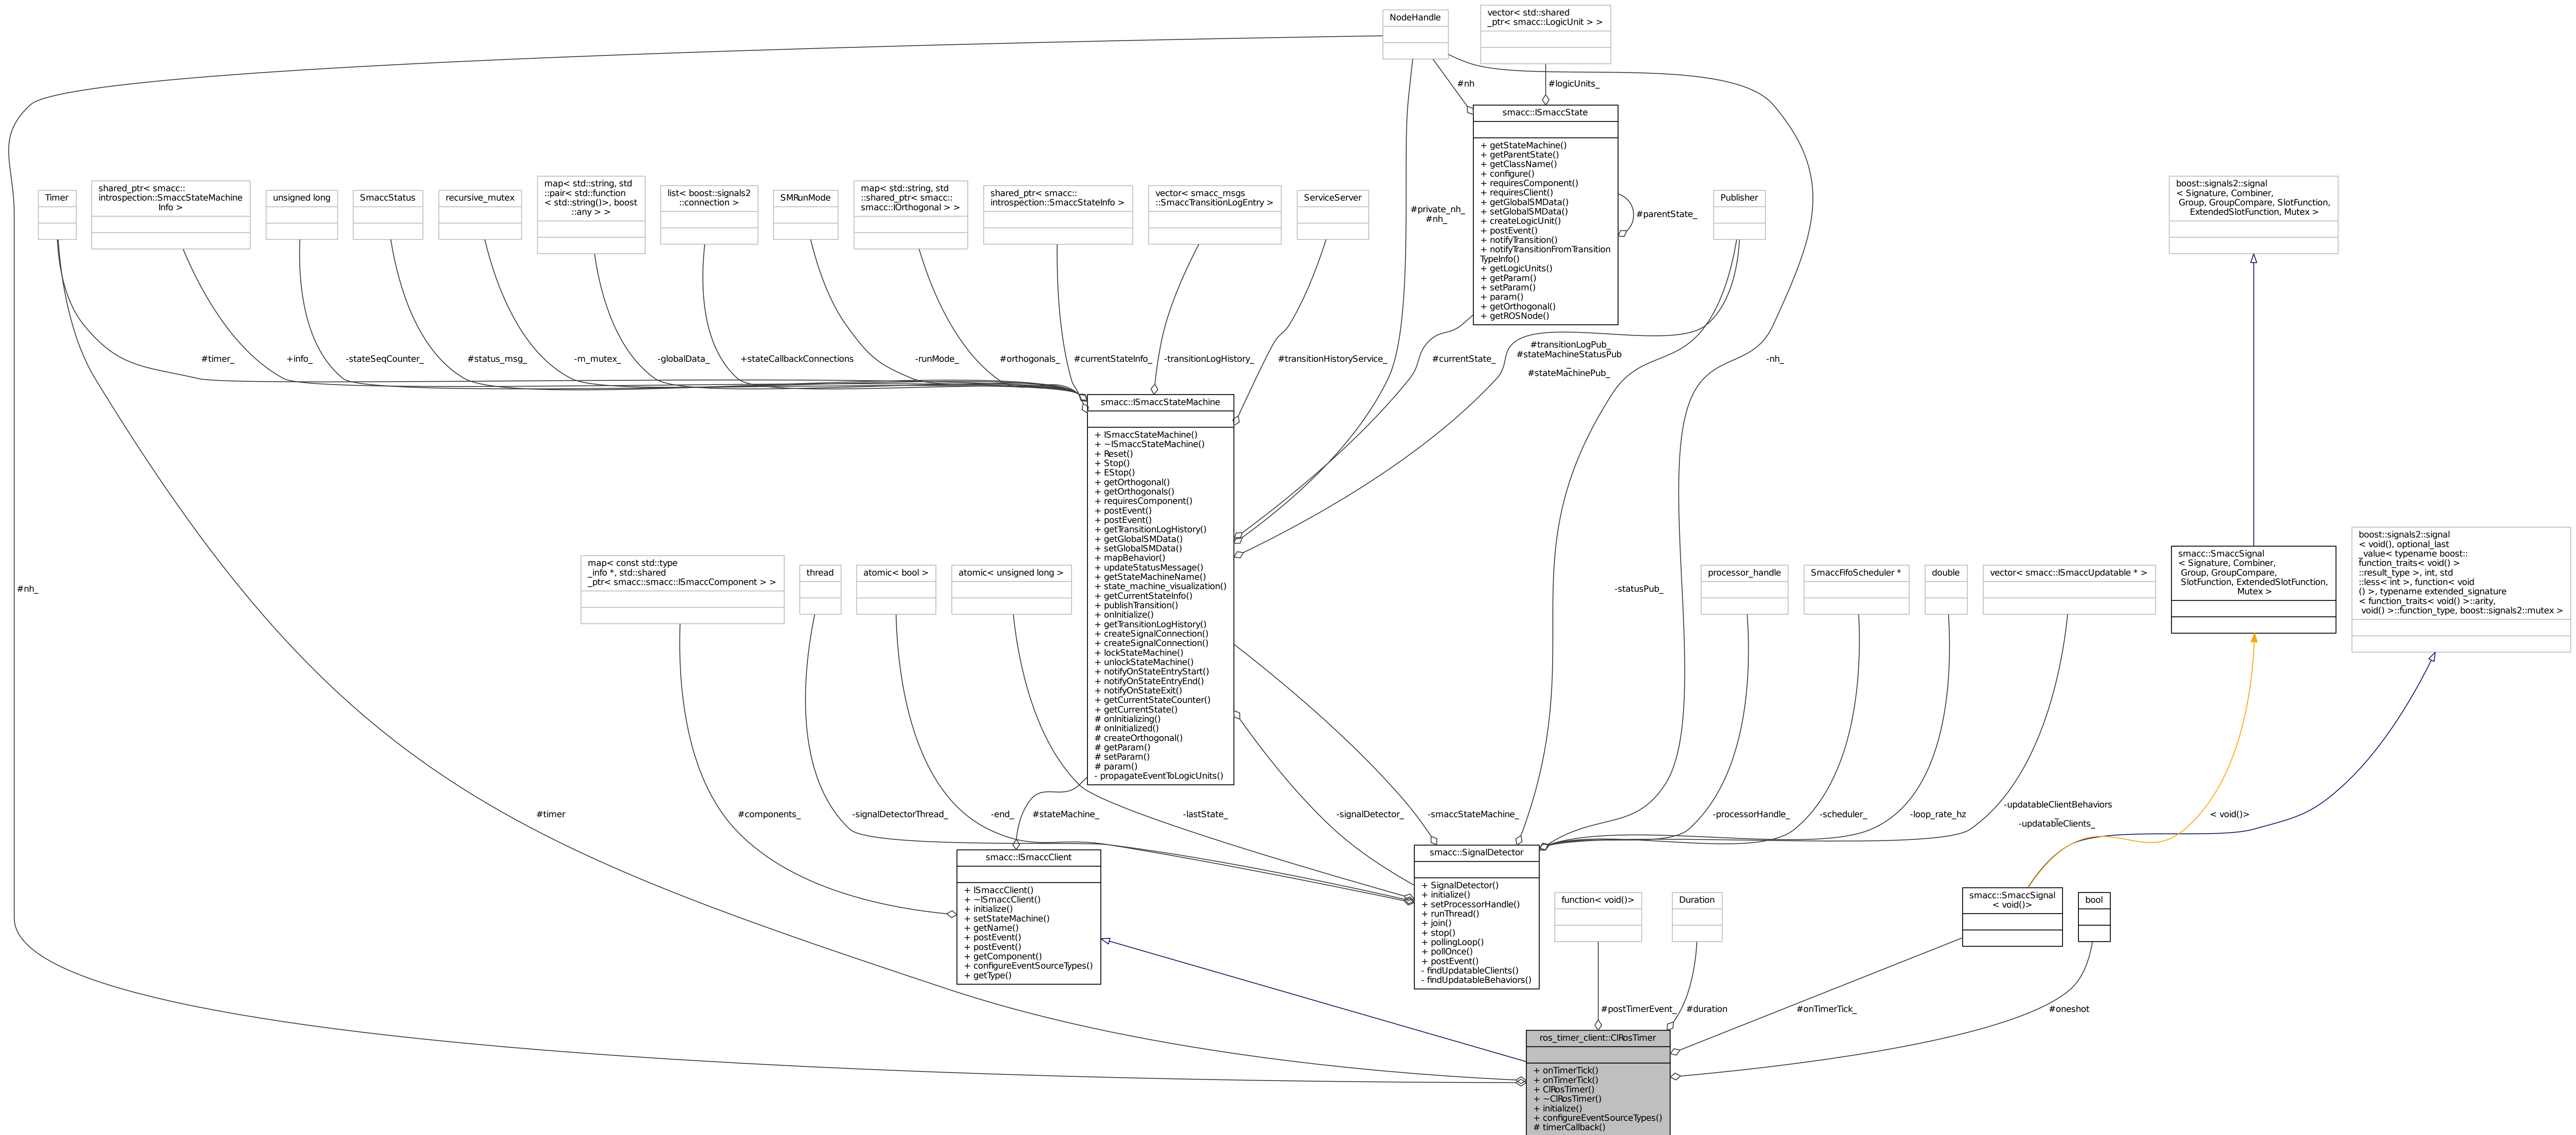 NodeHandle
vector< std::shared
_ptr< smacc::LogicUnit > >
#nh
#logicUnits_
smacc::ISmaccState
+ getStateMachine()
+ getParentState()
+ getClassName()
+ configure()
+ requiresComponent()
+ requiresClient()
+ getGlobalSMData()
+ setGlobalSMData()
+ createLogicUnit()
+ postEvent()
+ notifyTransition()
+ notifyTransitionFromTransition
TypeInfo()
+ getLogicUnits()
+ getParam()
+ setParam()
+ param()
+ getOrthogonal()
+ getROSNode()
#parentState_
#private_nh_
#nh_
Timer
shared_ptr< smacc::
introspection::SmaccStateMachine
Info >
unsigned long
SmaccStatus
recursive_mutex
map< std::string, std
::pair< std::function
< std::string()>, boost
::any > >
list< boost::signals2
::connection >
SMRunMode
map< std::string, std
::shared_ptr< smacc::
smacc::IOrthogonal > >
shared_ptr< smacc::
introspection::SmaccStateInfo >
vector< smacc_msgs
::SmaccTransitionLogEntry >
ServiceServer
Publisher
boost::signals2::signal
< Signature, Combiner,
Group, GroupCompare, SlotFunction,
ExtendedSlotFunction, Mutex >
#timer_
+info_
-stateSeqCounter_
#status_msg_
-m_mutex_
-globalData_
+stateCallbackConnections
-runMode_
#orthogonals_
#currentStateInfo_
-transitionLogHistory_
#transitionHistoryService_
#currentState_
#transitionLogPub_
#stateMachineStatusPub
_
#stateMachinePub_
-nh_
smacc::ISmaccStateMachine
+ ISmaccStateMachine()
+ ~ISmaccStateMachine()
+ Reset()
+ Stop()
+ EStop()
+ getOrthogonal()
+ getOrthogonals()
+ requiresComponent()
+ postEvent()
+ postEvent()
+ getTransitionLogHistory()
+ getGlobalSMData()
+ setGlobalSMData()
+ mapBehavior()
+ updateStatusMessage()
+ getStateMachineName()
+ state_machine_visualization()
+ getCurrentStateInfo()
+ publishTransition()
+ onInitialize()
+ getTransitionLogHistory()
+ createSignalConnection()
+ createSignalConnection()
+ lockStateMachine()
+ unlockStateMachine()
+ notifyOnStateEntryStart()
+ notifyOnStateEntryEnd()
+ notifyOnStateExit()
+ getCurrentStateCounter()
+ getCurrentState()
# onInitializing()
# onInitialized()
# createOrthogonal()
# getParam()
# setParam()
# param()
- propagateEventToLogicUnits()
#nh_
map< const std::type
_info *, std::shared
_ptr< smacc::smacc::ISmaccComponent > >
thread
atomic< bool >
atomic< unsigned long >
-statusPub_
processor_handle
SmaccFifoScheduler *
double
vector< smacc::ISmaccUpdatable * >
smacc::SmaccSignal
< Signature, Combiner,
Group, GroupCompare,
SlotFunction, ExtendedSlotFunction,
Mutex >
boost::signals2::signal
< void(), optional_last
_value< typename boost::
function_traits< void() >
::result_type >, int, std
::less< int >, function< void
() >, typename extended_signature
< function_traits< void() >::arity,
void() >::function_type, boost::signals2::mutex >
#timer
#components_
-signalDetectorThread_
-end_
#stateMachine_
-lastState_
-signalDetector_
-smaccStateMachine_
-processorHandle_
-scheduler_
-loop_rate_hz
-updatableClientBehaviors
_
-updatableClients_
< void()>
smacc::ISmaccClient
+ ISmaccClient()
+ ~ISmaccClient()
+ initialize()
+ setStateMachine()
+ getName()
+ postEvent()
+ postEvent()
+ getComponent()
+ configureEventSourceTypes()
+ getType()
smacc::SignalDetector
+ SignalDetector()
+ initialize()
+ setProcessorHandle()
+ runThread()
+ join()
+ stop()
+ pollingLoop()
+ pollOnce()
+ postEvent()
- findUpdatableClients()
- findUpdatableBehaviors()
function< void()>
Duration
smacc::SmaccSignal
< void()>
bool
#postTimerEvent_
#duration
#onTimerTick_
#oneshot
ros_timer_client::ClRosTimer
+ onTimerTick()
+ onTimerTick()
+ ClRosTimer()
+ ~ClRosTimer()
+ initialize()
+ configureEventSourceTypes()
# timerCallback()